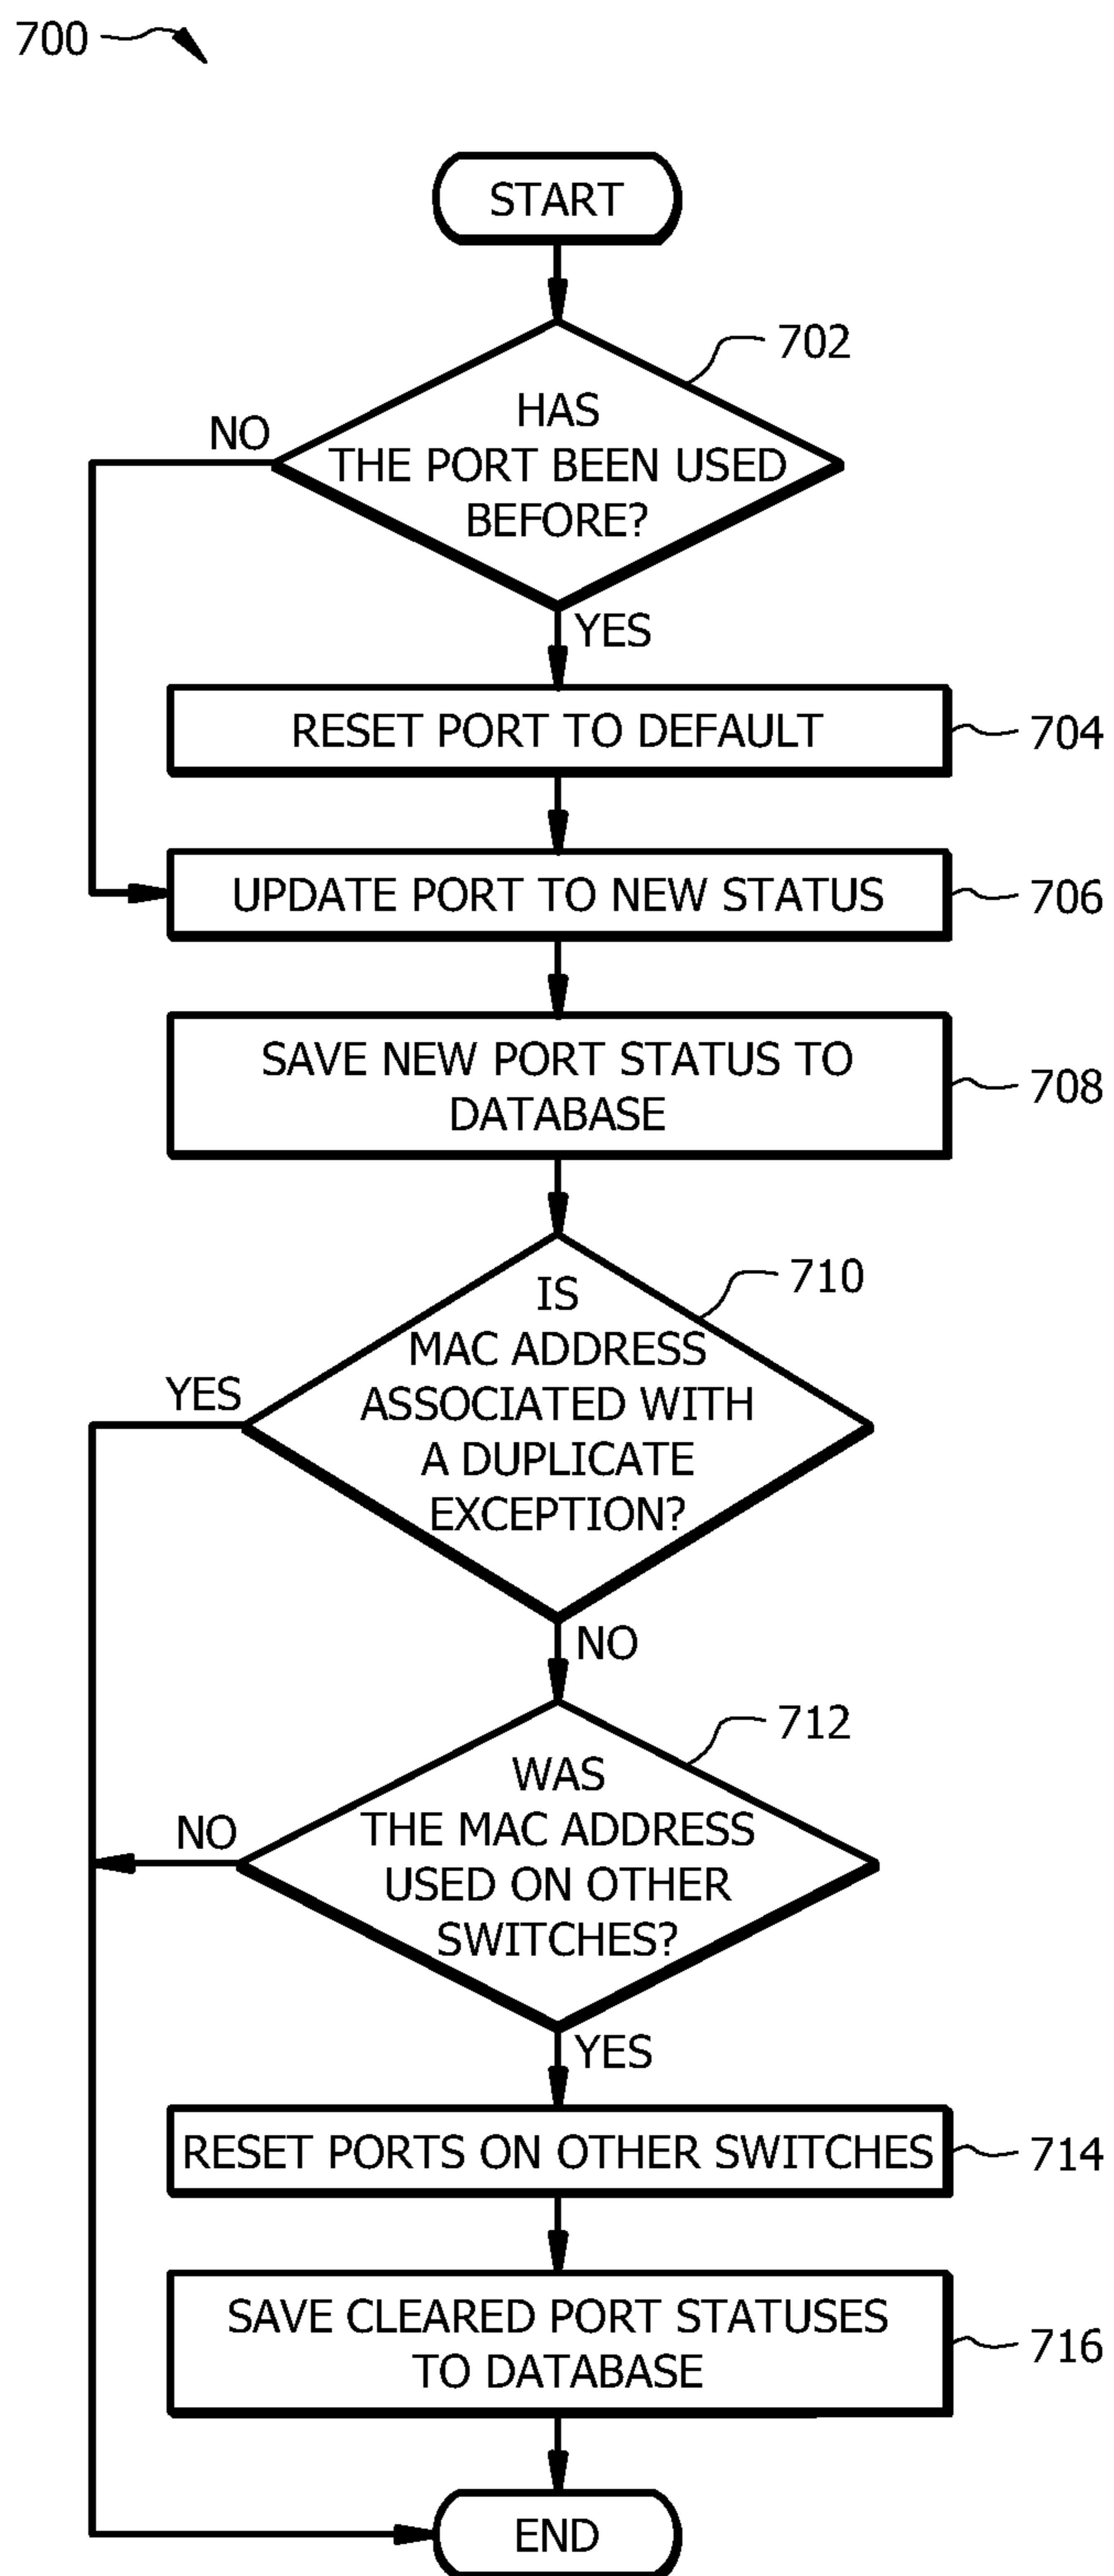 700
START
702
HAS
THE PORT BEEN USED
BEFORE?
NO
YES
RESET PORT TO DEFAULT
704
UPDATE PORT TO NEW STATUS
706
SAVE NEW PORT STATUS TO
DATABASE
708
710
IS
MAC ADDRESS
ASSOCIATED WITH
A DUPLICATE
EXCEPTION?
YES
NO
712
WAS
THE MAC ADDRESS
USED ON OTHER
SWITCHES?
NO
YES
RESET PORTS ON OTHER SWITCHES
714
SAVE CLEARED PORT STATUSES
TO DATABASE
716
END